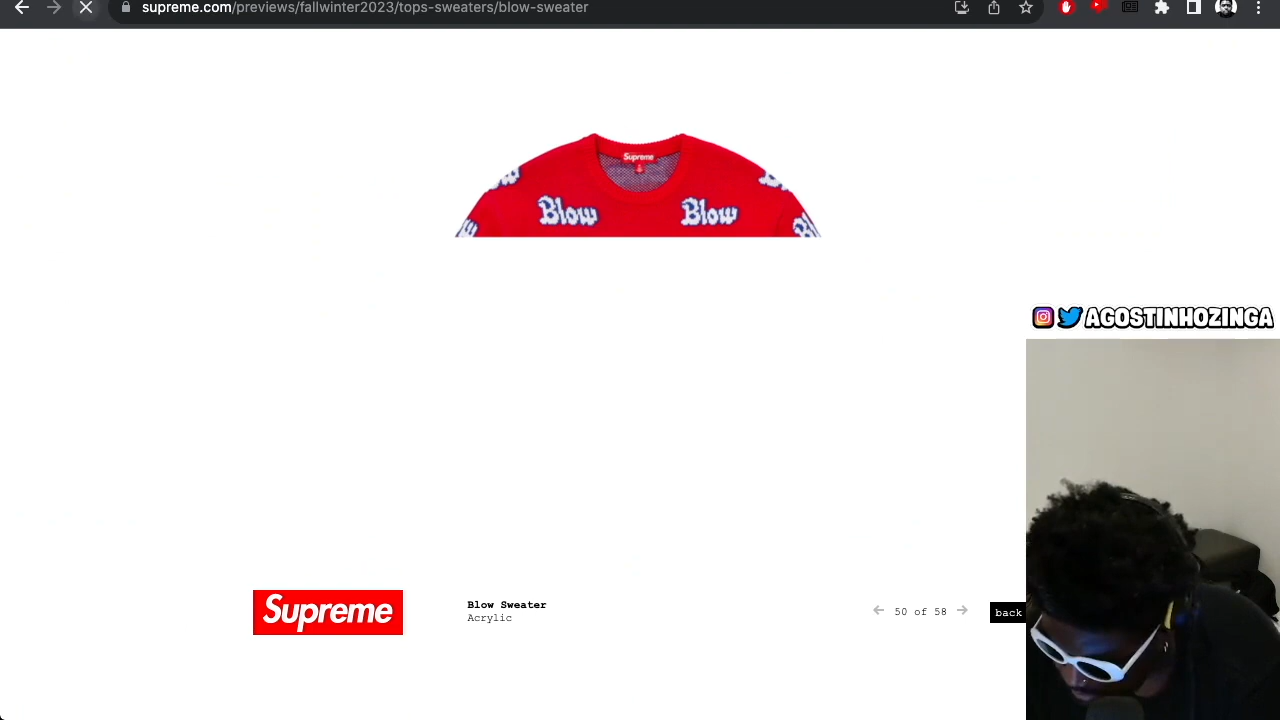 supreme.com/previews/fallwinter2023/tops-sweaters/blow-sweater
Supreme
Blow Blow
AGOSTINHOZINGA
Supreme
Blow Sweater
Acrylic
50 of 58
back